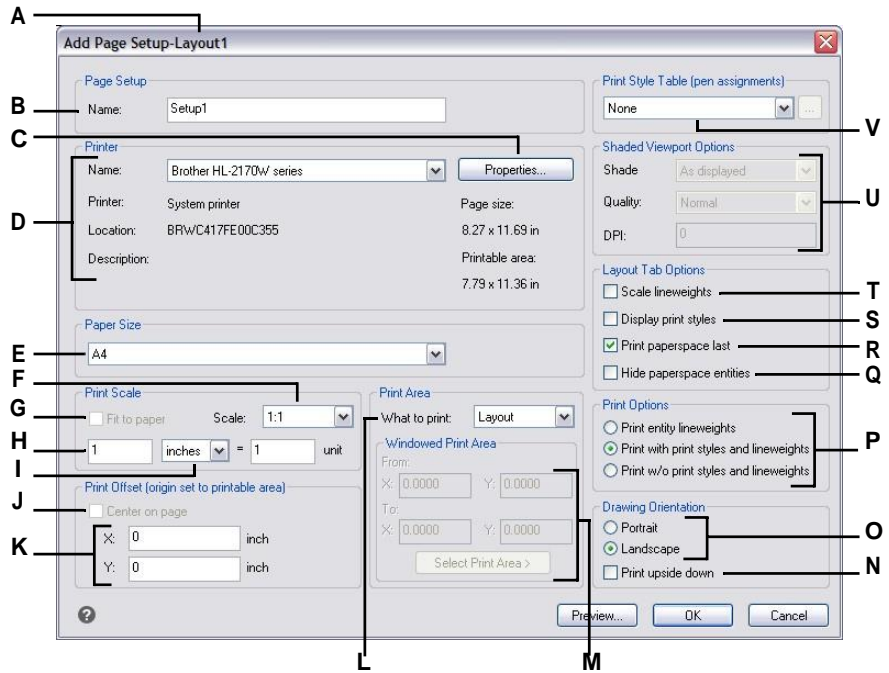 A
Add Page Setup-Layout1
Page Setup
B
Name:
Setup1
Print Style Table (pen assignments)
None
...
V
C
Printer
Name:
Brother HL-2170W series
Properties...
Printer:
System printer
Page size:
D
Location:
BRWC417FE00C355
8.27 x 11.69 in
Description:
Printable area:
7.79 x 11.36 in
Shaded Viewport Options
Shade
As displayed
Quality:
Normal
U
DPI:
0
Layout Tab Options
Scale lineweights
T
Display print styles
S
Print paperspace last
R
Hide paperspace entities
Q
Paper Size
E
A4
F
Print Scale
G
Fit to paper
Scale:
1:1
H
1
inches
=
1
unit
I
Print Offset (origin set to printable area)
J
Center on page
K
X:
0
inch
Y:
0
inch
Print Area
What to print:
Layout
Windowed Print Area
From:
X:
0.0000
Y:
0.0000
To:
X:
0.0000
Y:
0.0000
Select Print Area >
Print Options
Print entity lineweights
Print with print styles and lineweights
P
Print w/o print styles and lineweights
Drawing Orientation
Portrait
O
Landscape
Print upside down
N
?
Preview...
OK
Cancel
L
M